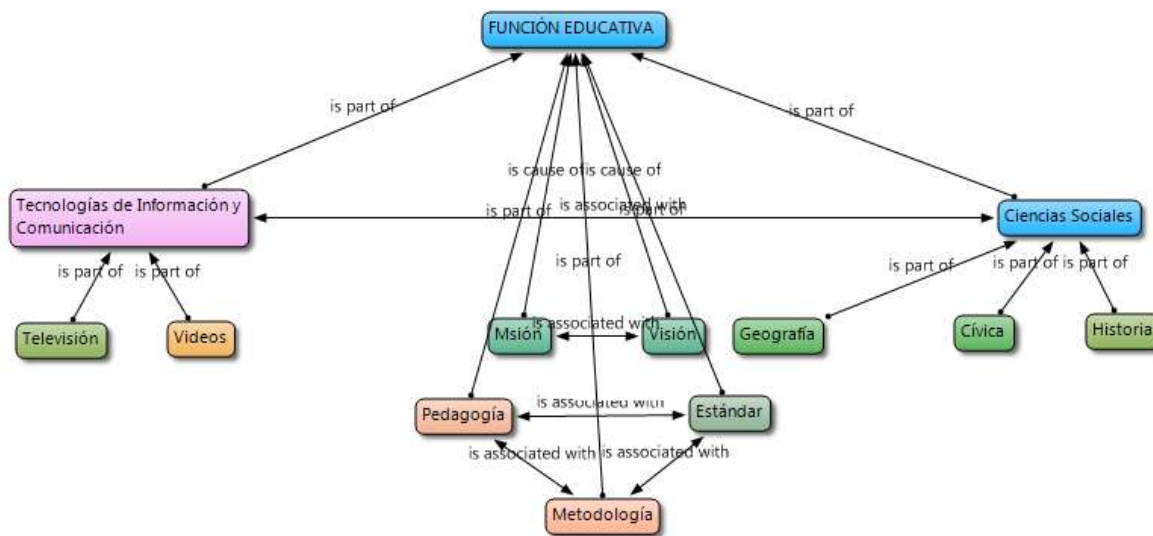 FUNCIÓN EDUCATIVA
is part of
is part of
is cause of
is cause of
Tecnologías de Información y
Comunicación
is part of
is associated with
is part of
Ciencias Sociales
is part of
is part of
is part of
is part of
is part of
is part of
Televisión
Videos
Msión
is associated with
Visión
Geografía
Cívica
Historia
Pedagogía
is associated with
Estándar
is associated with
is associated with
Metodología